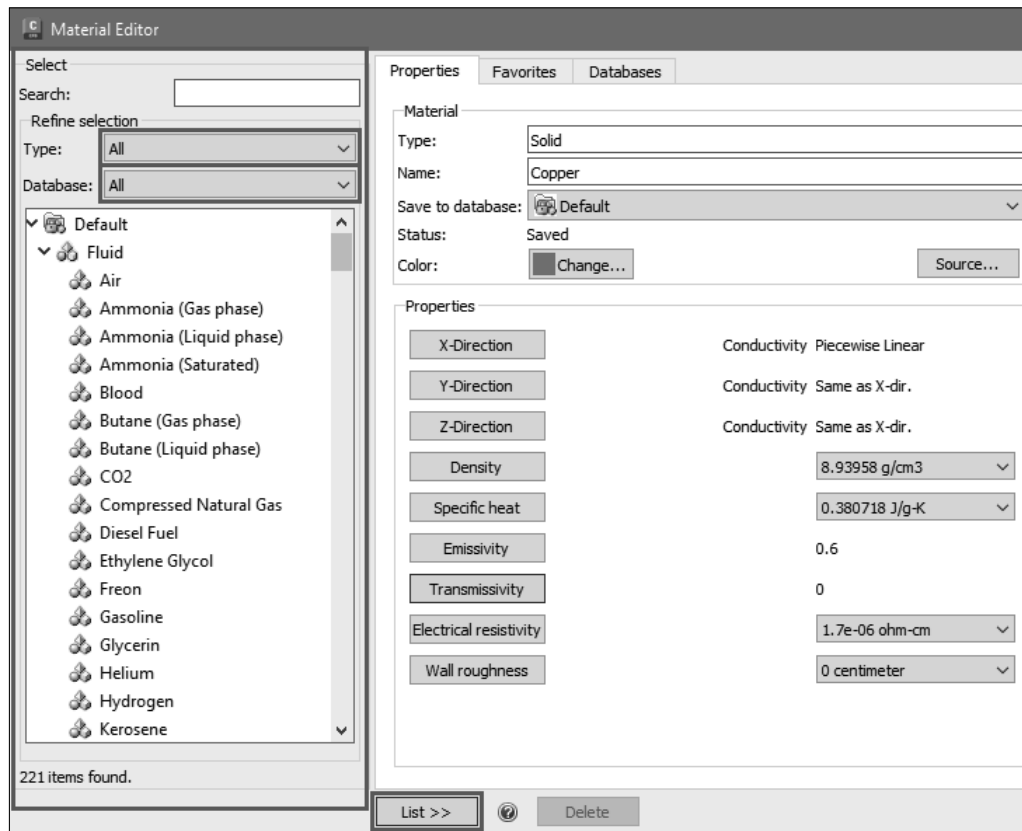 Material Editor
Select
Search:
Refine selection
Type: All
Database: All
Default
Fluid
Air
Ammonia (Gas phase)
Ammonia (Liquid phase)
Ammonia (Saturated)
Blood
Butane (Gas phase)
Butane (Liquid phase)
CO2
Compressed Natural Gas
Diesel Fuel
Ethylene Glycol
Freon
Gasoline
Glycerin
Helium
Hydrogen
Kerosene
221 items found.
Properties Favorites Databases
Material
Type: Solid
Name: Copper
Save to database: Default
Status: Saved
Color: Change... Source...
Properties
X-Direction Conductivity Piecewise Linear
Y-Direction Conductivity Same as X-dir.
Z-Direction Conductivity Same as X-dir.
Density 8.93958 g/cm3
Specific heat 0.380718 J/g-K
Emissivity 0.6
Transmissivity 0
Electrical resistivity 1.7e-06 ohm-cm
Wall roughness 0 centimeter
List >> ? Delete